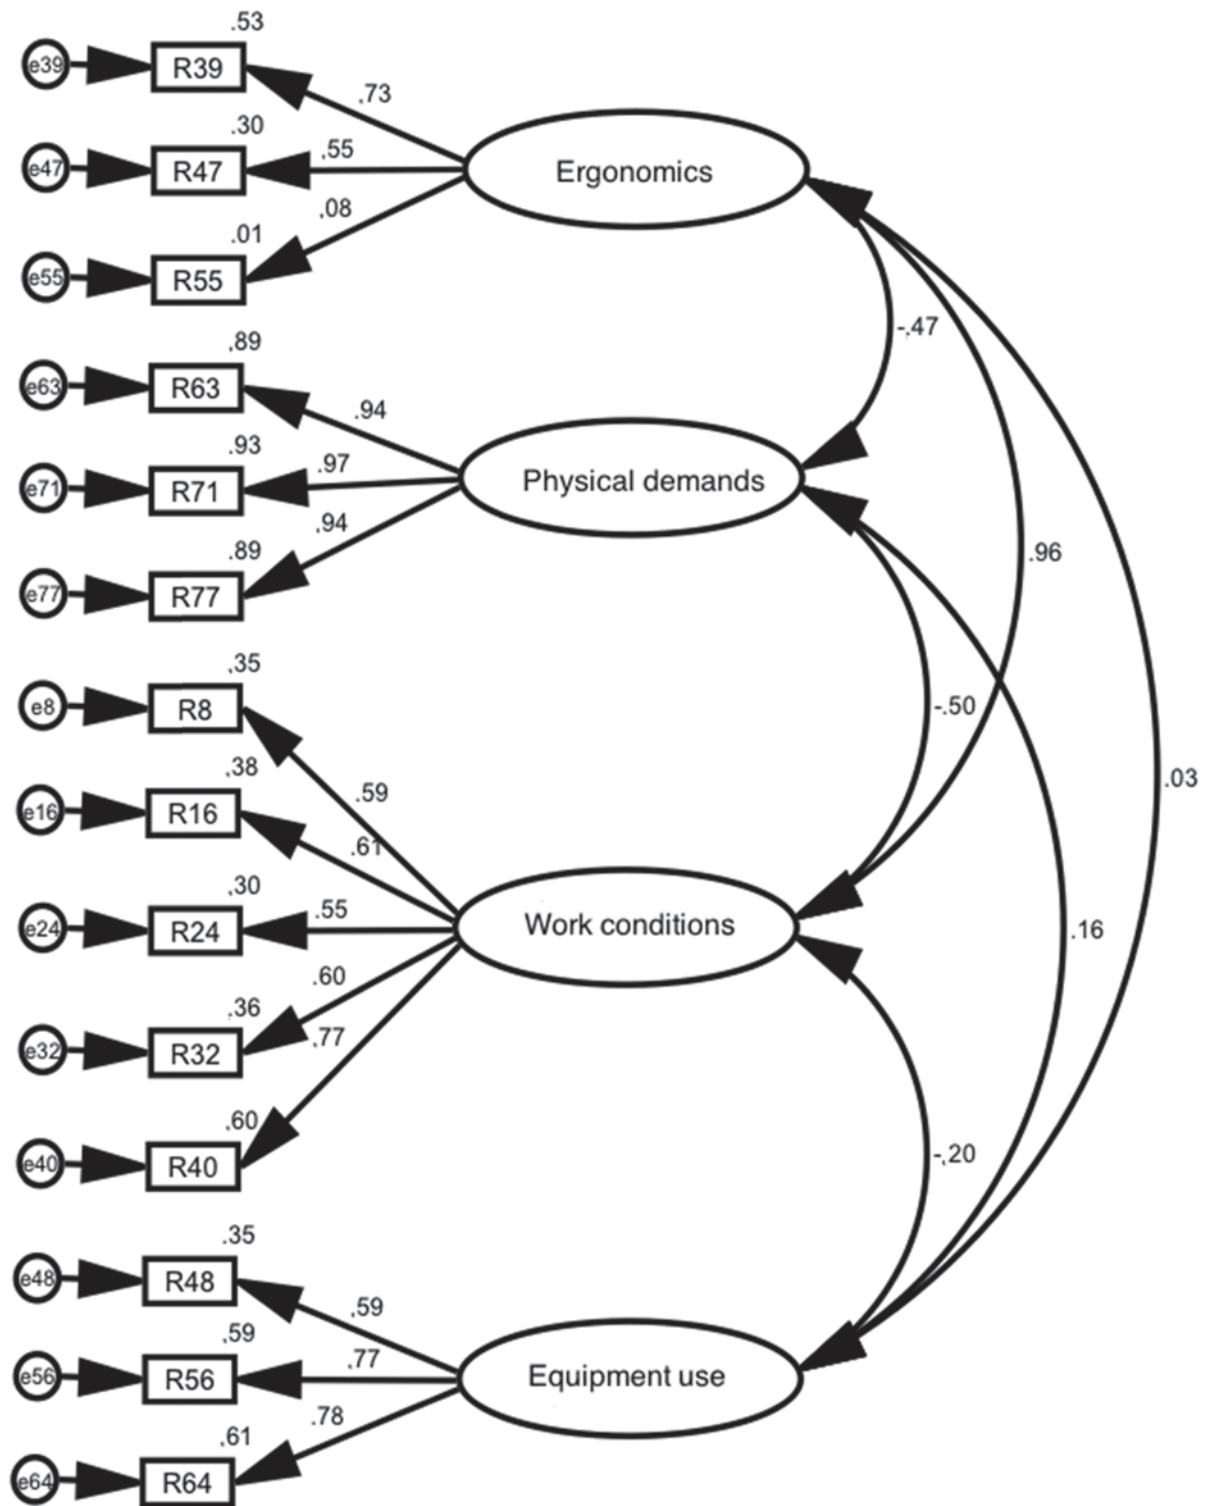 .53
e39 R39
,73
.30
,55
e47 R47
Ergonomics
,08
.01
e55 R55
-,47
,89
e63 R63
.94
.93
.97
e71 R71
Physical demands
,94
.89
.96
e77 R77
,35
e8 R8
-.50
,38
.59
.03
e16 R16
.61
,30
.55
e24 R24
Work conditions
.16
.60
,36
,77
e32 R32
,60
-,20
e40 R40
.35
e48 R48
,59
,59
,77
e56 R56
Equipment use
.78
,61
e64 R64